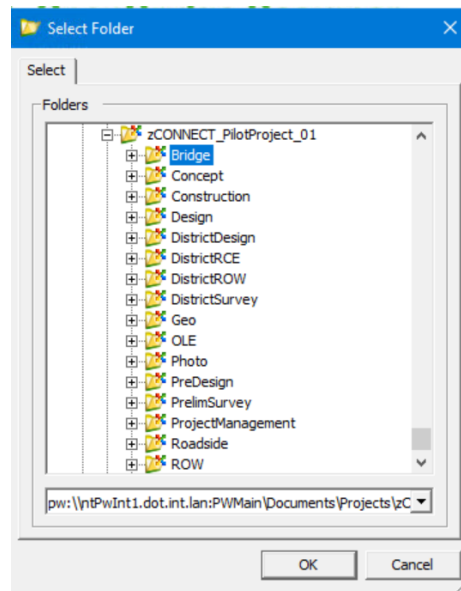 Select Folder
Select
Folders
zCONNECT_PilotProject_01
Bridge
Concept
Construction
Design
DistrictDesign
DistrictRCE
DistrictROW
DistrictSurvey
Geo
OLE
Photo
PreDesign
PrelimSurvey
ProjectManagement
Roadside
ROW
pw:\\ntPwInt1.dot.int.lan:PWMain\Documents\Projects\zC
OK Cancel